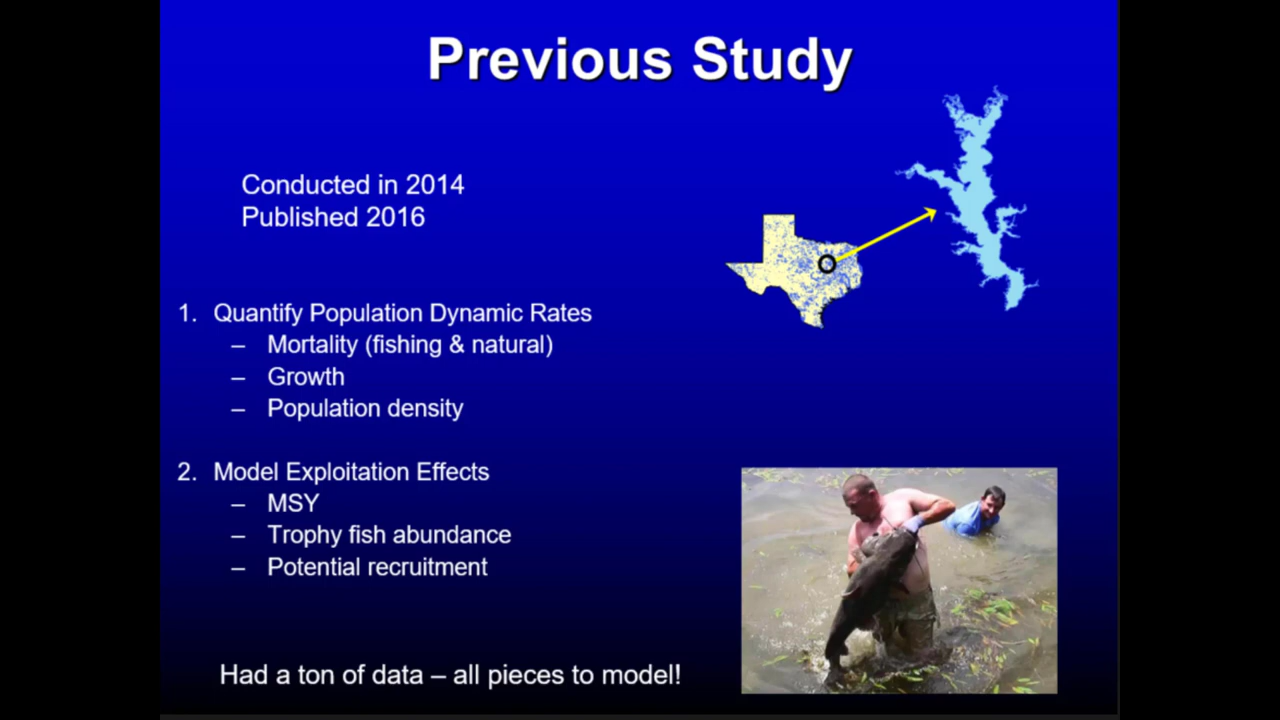 Previous Study
Conducted in 2014
Published 2016
1. Quantify Population Dynamic Rates
– Mortality (fishing & natural)
– Growth
– Population density
2. Model Exploitation Effects
– MSY
– Trophy fish abundance
– Potential recruitment
Had a ton of data – all pieces to model!